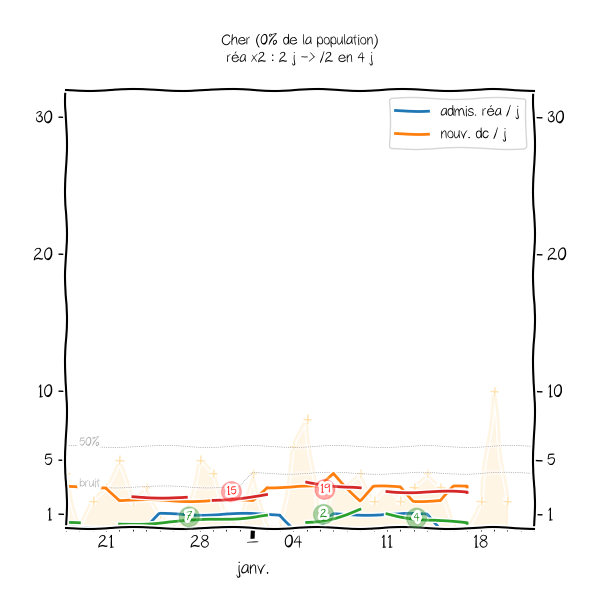 Cher (0% de la population)
réa x2 : 2 j -> /2 en 4 j
admis. réa / j
nouv. dc / j
30 30
20 20
10 10
50%
5 5
bruit
15 19
7 2 4
1 1
21 28 1 04 11 18
janv.